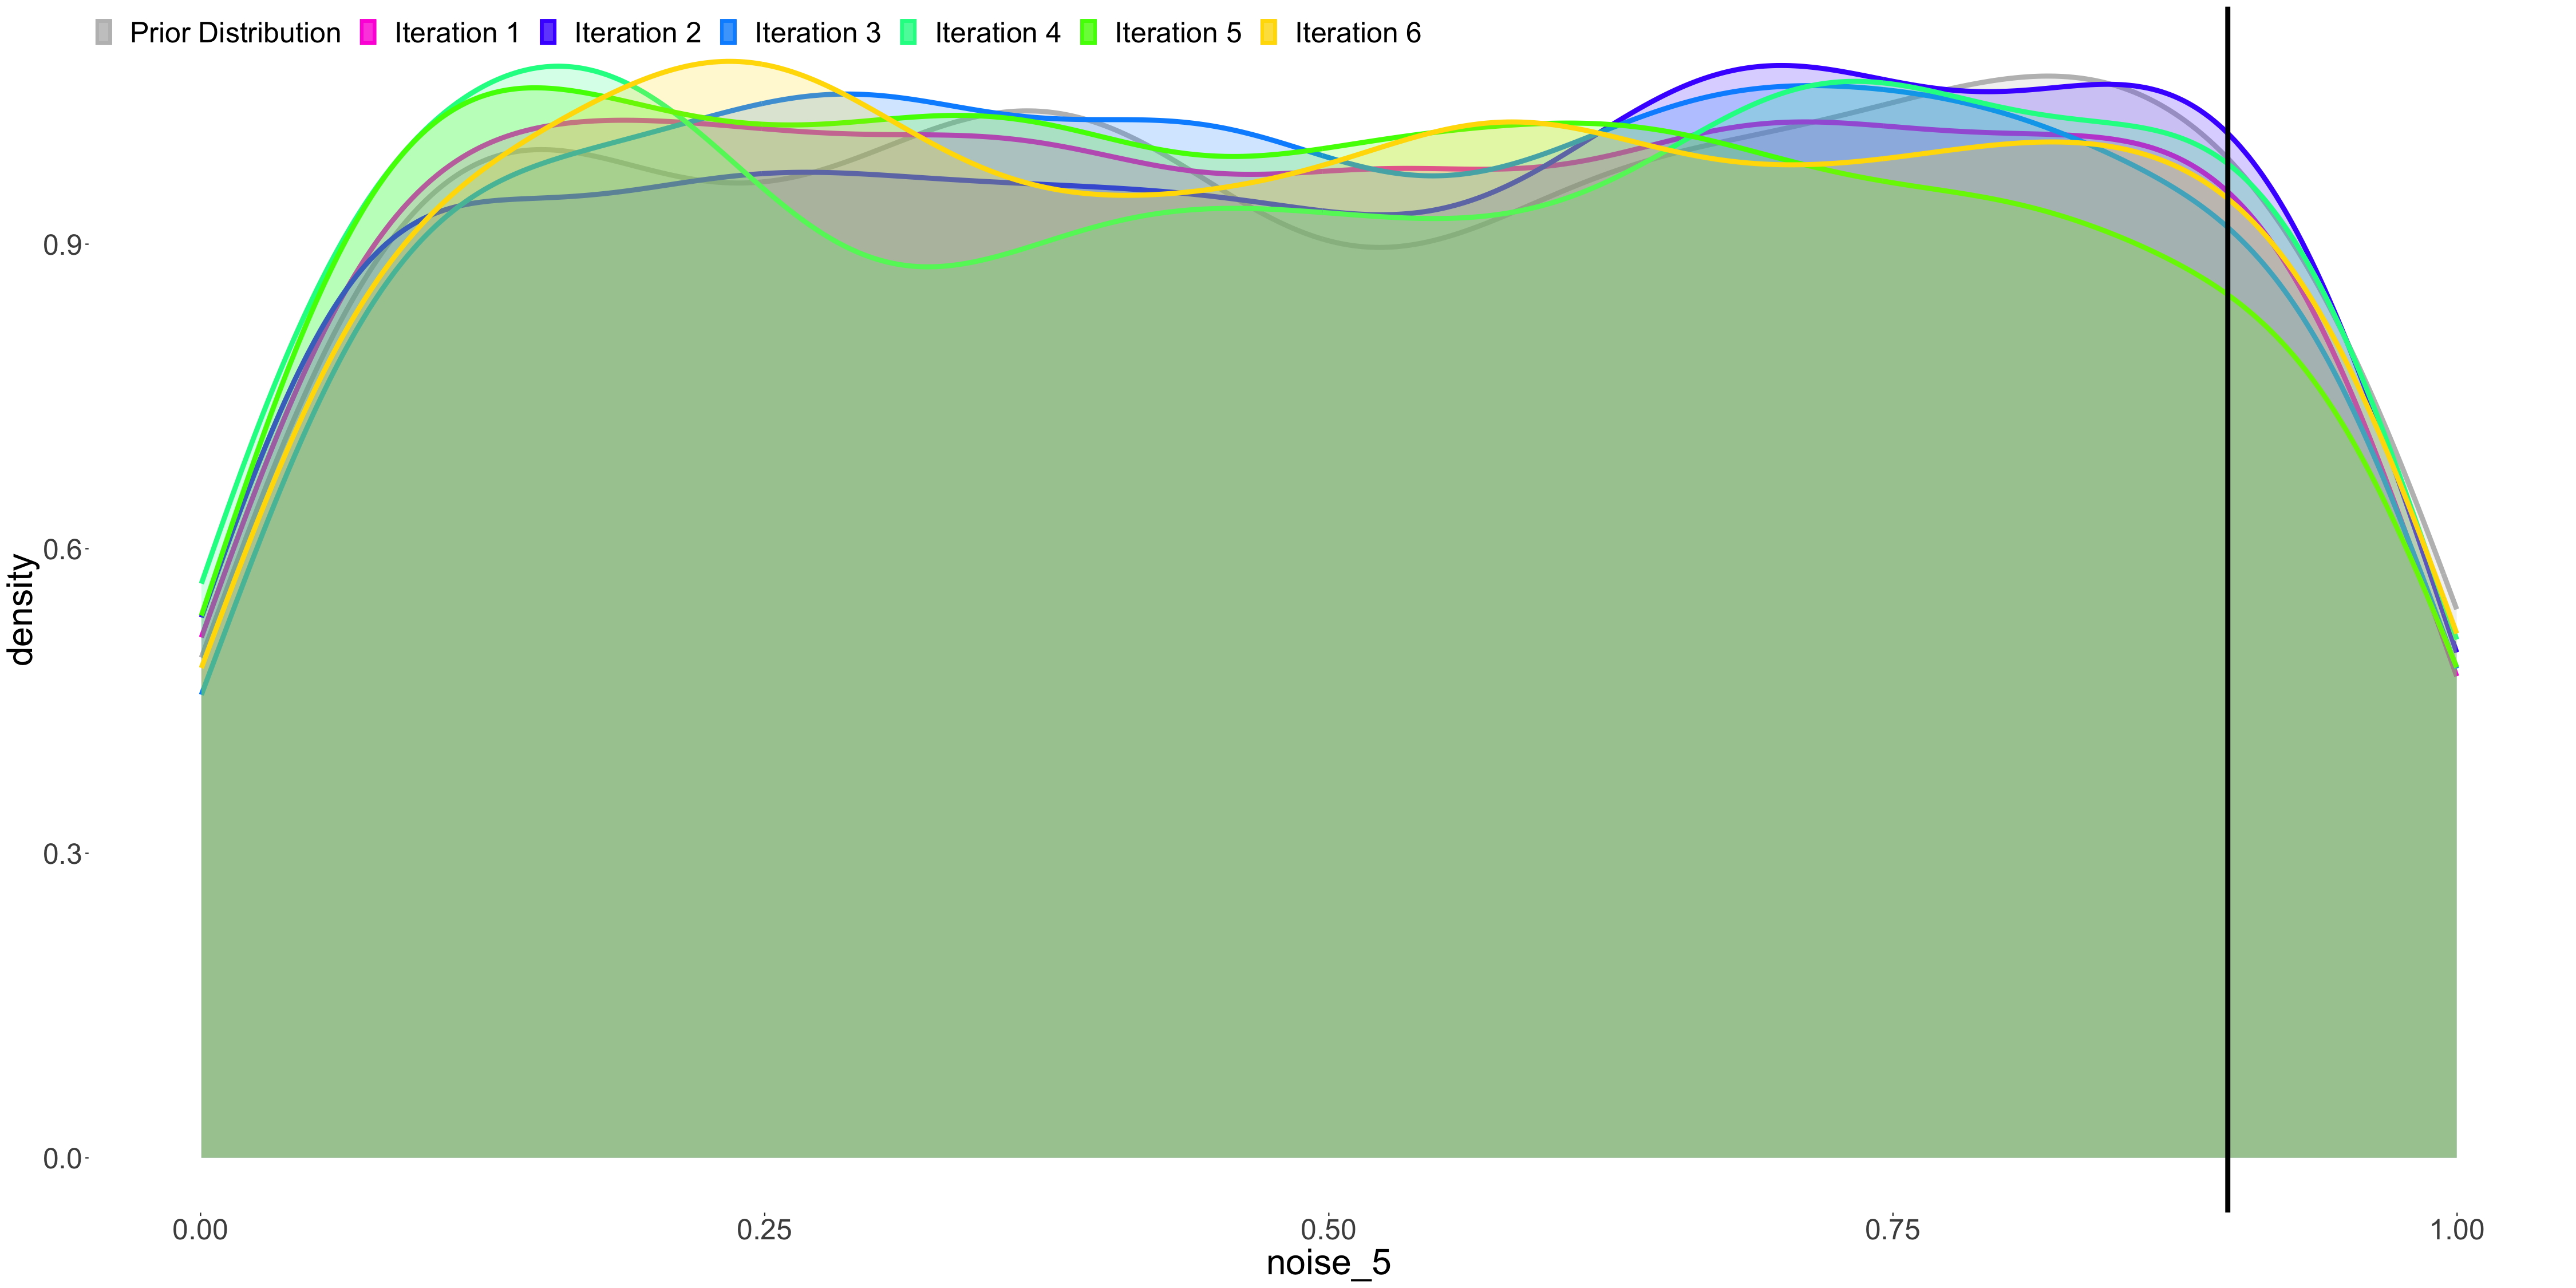 Prior Distribution Iteration 1 Iteration 2 Iteration 3 Iteration 4 Iteration 5 Iteration 6
0.9
0.6
density
0.3
0.0
0.00 0.25 0.50 0.75 1.00
noise_5